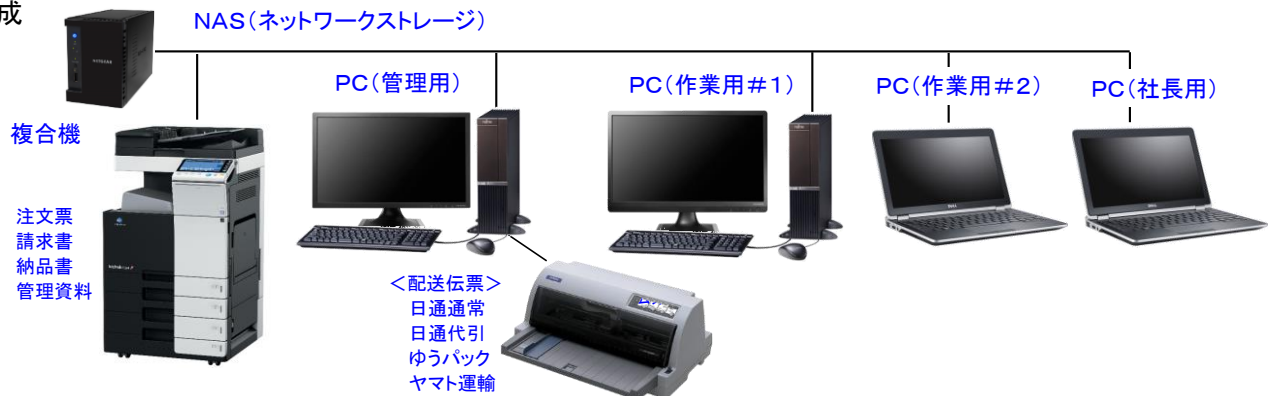 成
NAS(ネットワークストレージ)
PC(管理用)
PC(作業用#1)
PC(作業用#2)
PC(社長用)
複合機
注文票
請求書
納品書
管理資料
<配送伝票>
日通通常
日通代引
ゆうパック
ヤマト運輸